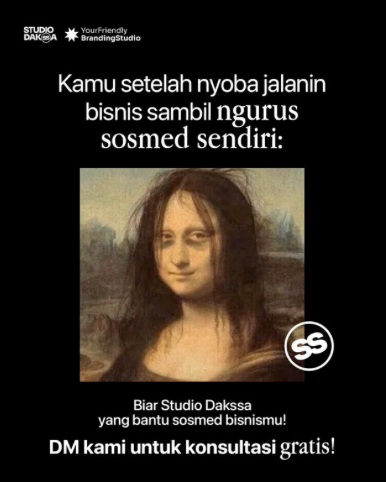 STUDIO
DAKSSA
YourFriendly
BrandingStudio
Kamu setelah nyoba jalanin
bisnis sambil ngurus
sosmed sendiri:
SS
Biar Studio Dakssa
yang bantu sosmed bisnismu!
DM kami untuk konsultasi gratis!